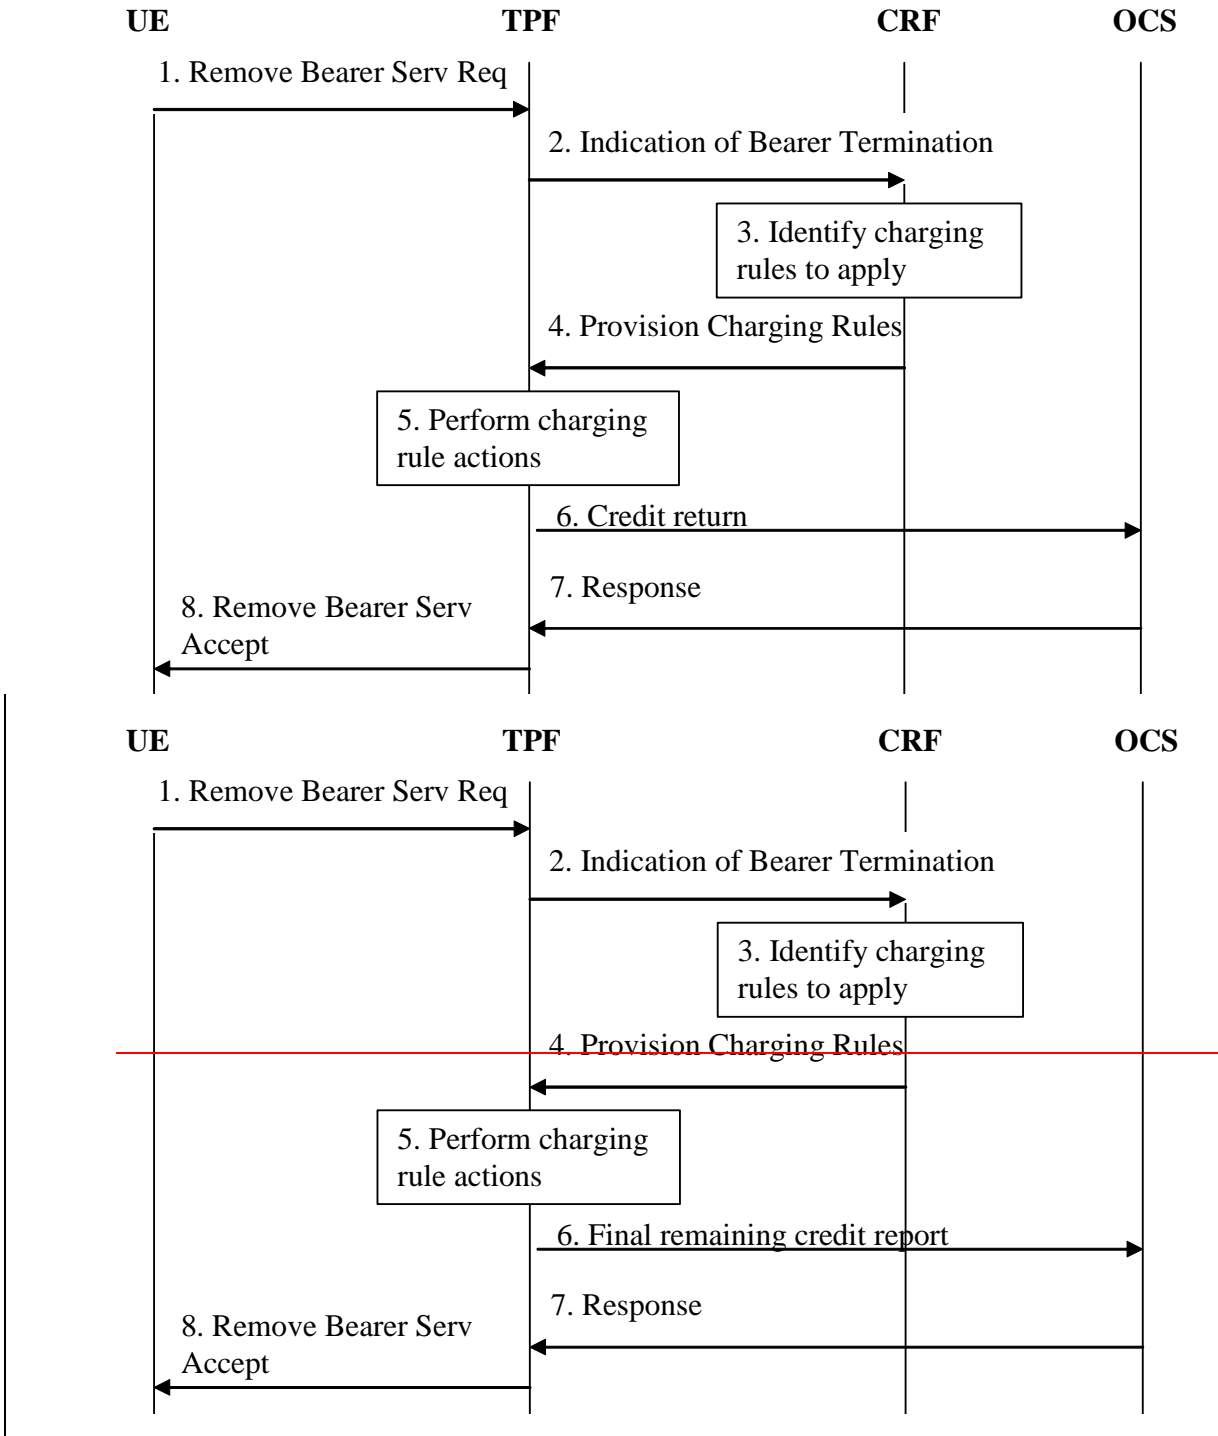 UE TPF CRF OCS
1. Remove Bearer Serv Req
2. Indication of Bearer Termination
3. Identify charging
rules to apply
4. Provision Charging Rules
5. Perform charging
rule actions
6. Credit return
7. Response
8. Remove Bearer Serv
Accept
UE TPF CRF OCS
1. Remove Bearer Serv Req
2. Indication of Bearer Termination
3. Identify charging
rules to apply
4. Provision Charging Rules
5. Perform charging
rule actions
6. Final remaining credit report
7. Response
8. Remove Bearer Serv
Accept